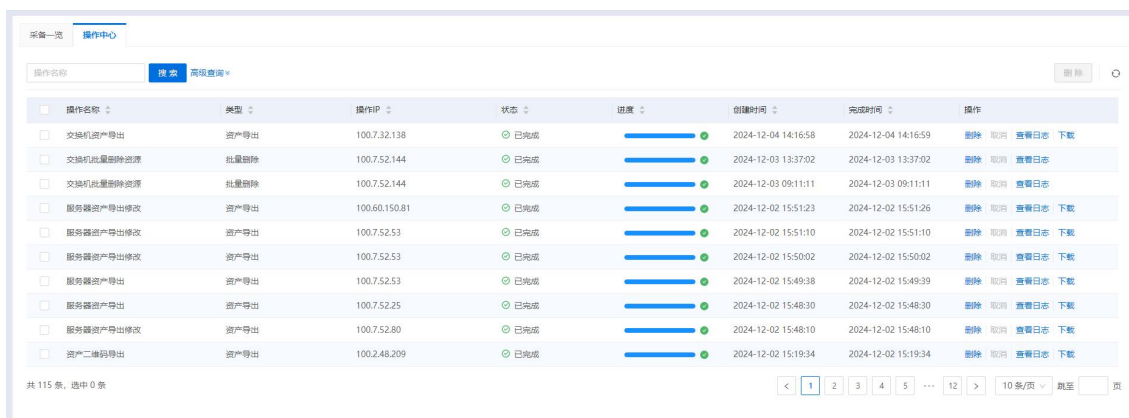 采备一览 操作中心
操作名称 搜索 高级查询 删除
操作名称 类型 操作IP 状态 进度 创建时间 完成时间 操作
交换机资产导出 资产导出 100.7.32.138 已完成 2024-12-04 14:16:58 2024-12-04 14:16:59 删除 取消 查看日志 下载
交换机批量删除资源 批量删除 100.7.52.144 已完成 2024-12-03 13:37:02 2024-12-03 13:37:02 删除 取消 查看日志
交换机批量删除资源 批量删除 100.7.52.144 已完成 2024-12-03 09:11:11 2024-12-03 09:11:11 删除 取消 查看日志
服务器资产导出修改 资产导出 100.60.150.81 已完成 2024-12-02 15:51:23 2024-12-02 15:51:26 删除 取消 查看日志 下载
服务器资产导出修改 资产导出 100.7.52.53 已完成 2024-12-02 15:51:10 2024-12-02 15:51:10 删除 取消 查看日志 下载
服务器资产导出修改 资产导出 100.7.52.53 已完成 2024-12-02 15:50:02 2024-12-02 15:50:02 删除 取消 查看日志 下载
服务器资产导出 资产导出 100.7.52.53 已完成 2024-12-02 15:49:38 2024-12-02 15:49:39 删除 取消 查看日志 下载
服务器资产导出 资产导出 100.7.52.25 已完成 2024-12-02 15:48:30 2024-12-02 15:48:30 删除 取消 查看日志 下载
服务器资产导出修改 资产导出 100.7.52.80 已完成 2024-12-02 15:48:10 2024-12-02 15:48:10 删除 取消 查看日志 下载
资产二维码导出 资产导出 100.2.48.209 已完成 2024-12-02 15:19:34 2024-12-02 15:19:34 删除 取消 查看日志 下载
共 115 条, 选中 0 条 < 1 2 3 4 5 ··· 12 > 10 条/页 跳至 页